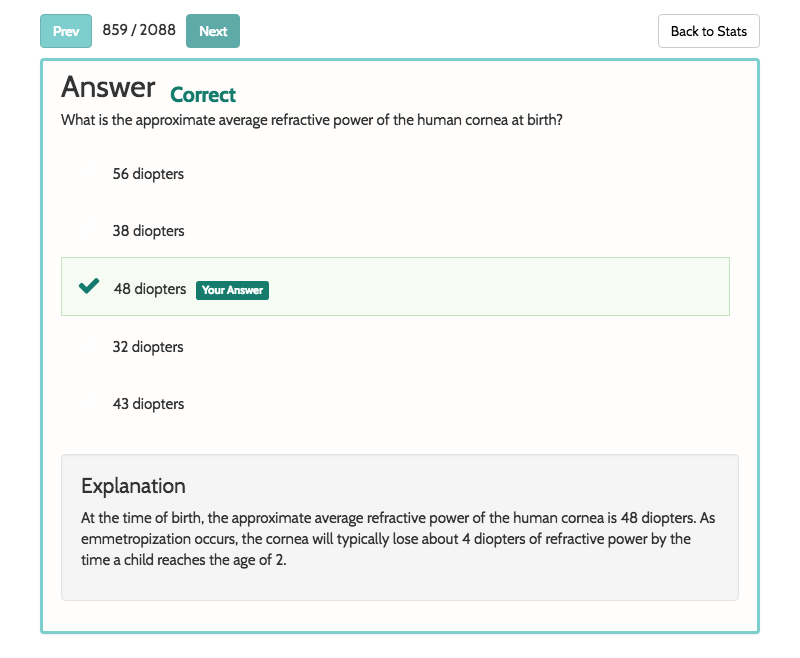 Prev 859 / 2088 Next Back to Stats
Answer Correct
What is the approximate average refractive power of the human cornea at birth?
56 diopters
38 diopters
48 diopters Your Answer
32 diopters
43 diopters
Explanation
At the time of birth, the approximate average refractive power of the human cornea is 48 diopters. As
emmetropization occurs, the cornea will typically lose about 4 diopters of refractive power by the
time a child reaches the age of 2.